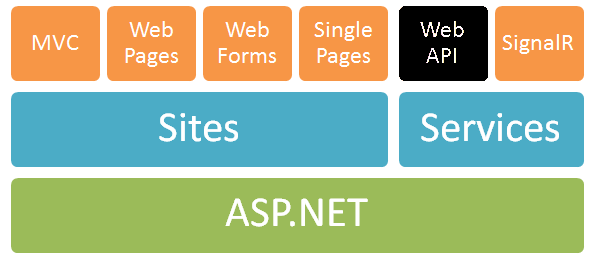 MVC
Web
Pages
Web
Forms
Single
Pages
Web
API
SignalR
Sites
Services
ASP.NET